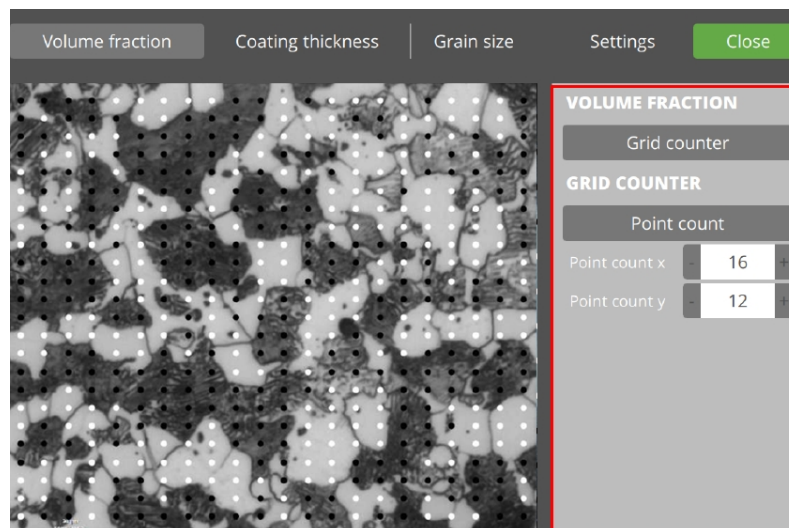 Volume fraction Coating thickness Grain size Settings Close
VOLUME FRACTION
Grid counter
GRID COUNTER
Point count
Point count x - 16 +
Point count y - 12 +